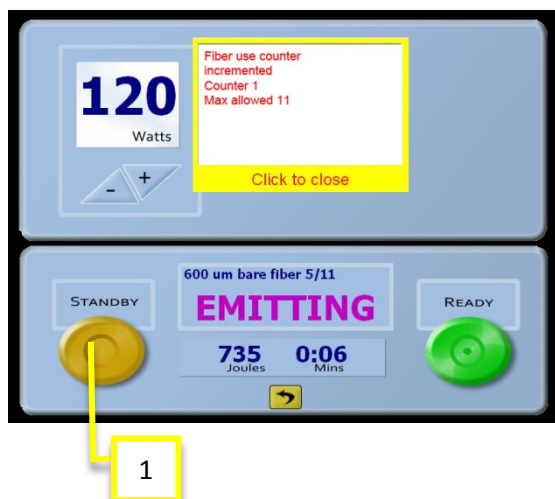 120
Watts
- +
Fiber use counter
incremented
Counter 1
Max allowed 11
Click to close
600 um bare fiber 5/11
STANDBY
EMITTING
READY
735 0:06
Joules Mins
1